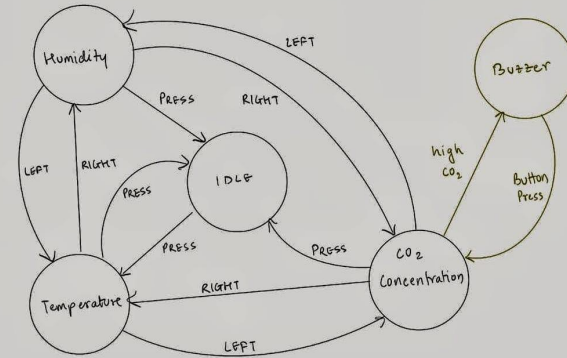 LEFT
Humidity
Buzzer
PRESS
RIGHT
high
CO2
LEFT
RIGHT
PRESS
IDLE
Button
Press
PRESS
PRESS
CO2
Concentration
RIGHT
Temperature
LEFT